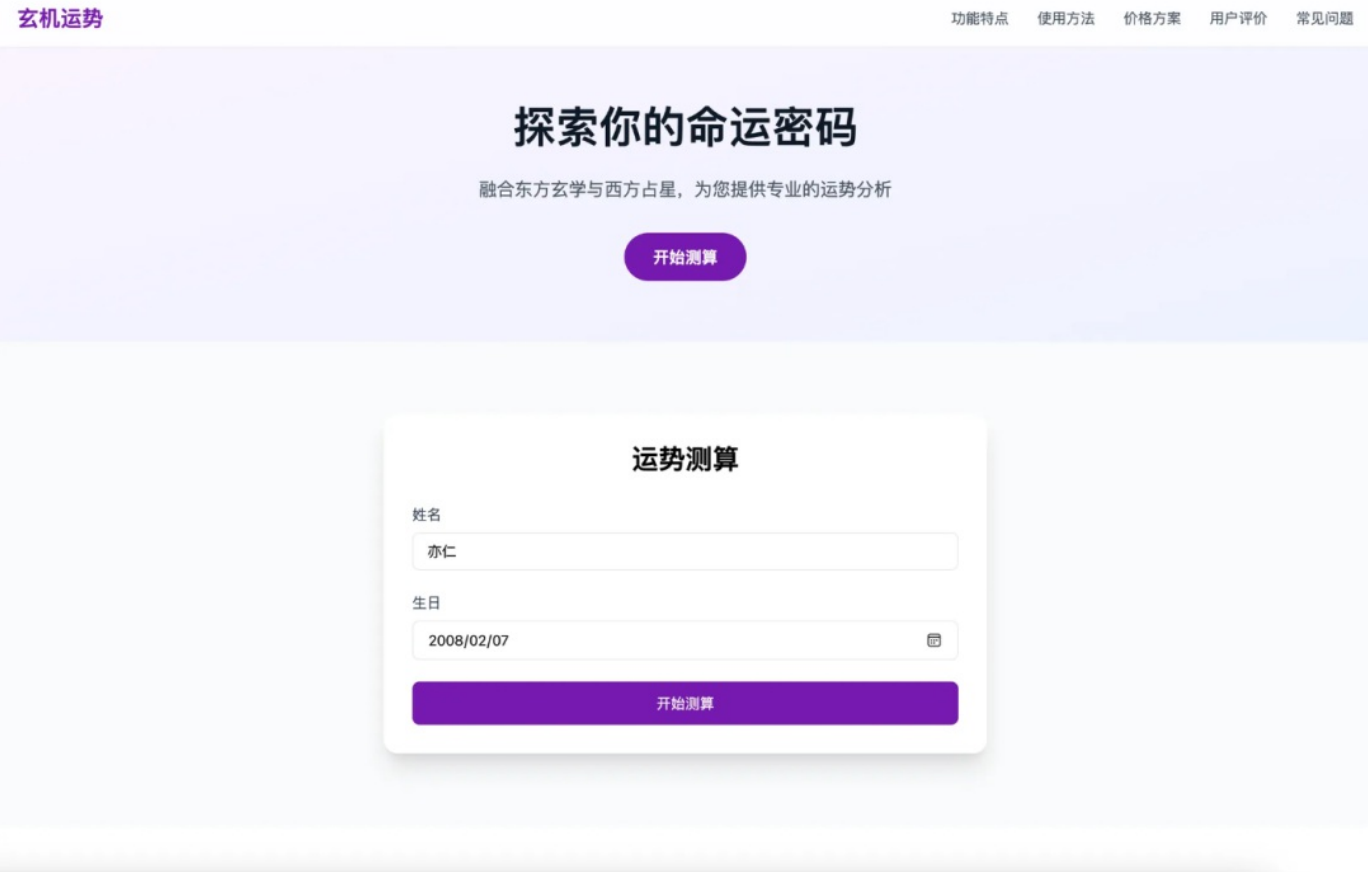 玄机运势
功能特点 使用方法 价格方案 用户评价 常见问题
探索你的命运密码
融合东方玄学与西方占星，为您提供专业的运势分析
开始测算
运势测算
姓名
亦仁
生日
2008/02/07
开始测算